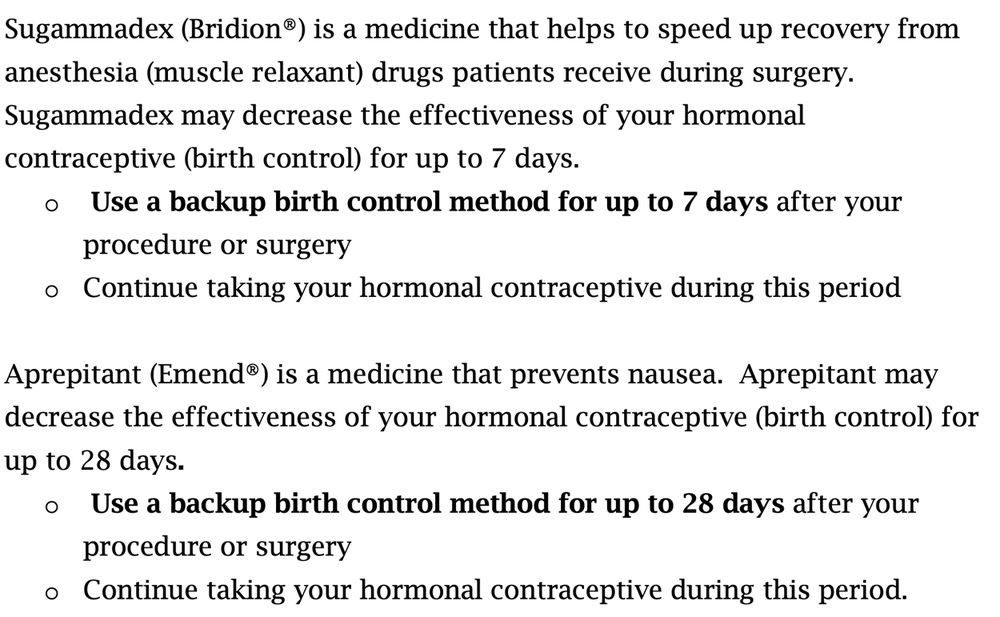 Sugammadex (Bridion®) is a medicine that helps to speed up recovery from
anesthesia (muscle relaxant) drugs patients receive during surgery.
Sugammadex may decrease the effectiveness of your hormonal
contraceptive (birth control) for up to 7 days.
○ Use a backup birth control method for up to 7 days after your
procedure or surgery
○ Continue taking your hormonal contraceptive during this period
Aprepitant (Emend®) is a medicine that prevents nausea.  Aprepitant may
decrease the effectiveness of your hormonal contraceptive (birth control) for
up to 28 days.
○ Use a backup birth control method for up to 28 days after your
procedure or surgery
○ Continue taking your hormonal contraceptive during this period.